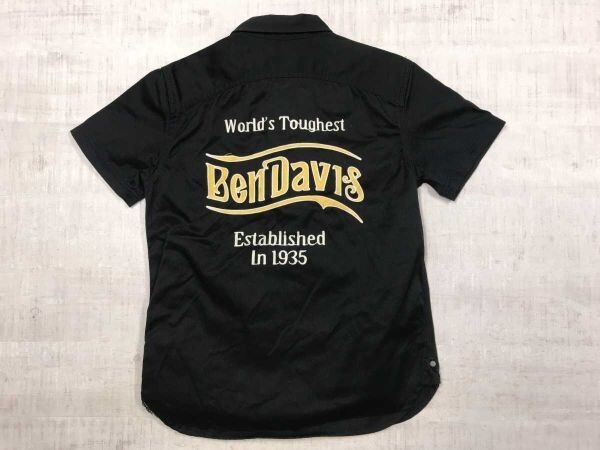 World's Toughest
BenDavis
Established
In 1935